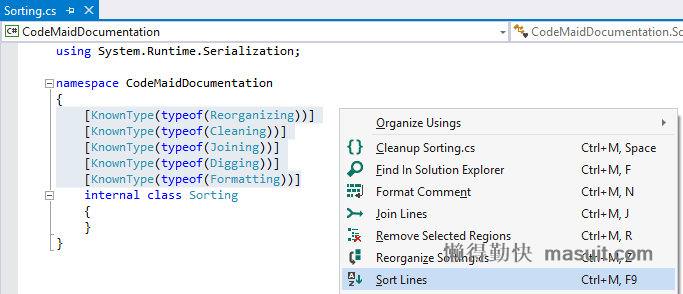 Sorting.cs
CodeMaidDocumentation
CodeMaidDocumentation.So
using System.Runtime.Serialization;
namespace CodeMaidDocumentation
{
[KnownType(typeof(Reorganizing))]
[KnownType(typeof(Cleaning))]
[KnownType(typeof(Joining))]
[KnownType(typeof(Digging))]
[KnownType(typeof(Formatting))]
internal class Sorting
{
}
}
Organize Usings
Cleanup Sorting.cs Ctrl+M, Space
Find In Solution Explorer Ctrl+M, F
Format Comment Ctrl+M, N
Join Lines Ctrl+M, J
Remove Selected Regions Ctrl+M, R
Reorganize Sorting.cs Ctrl+M, Z
Sort Lines Ctrl+M, F9
懒得勤快 masuit.com